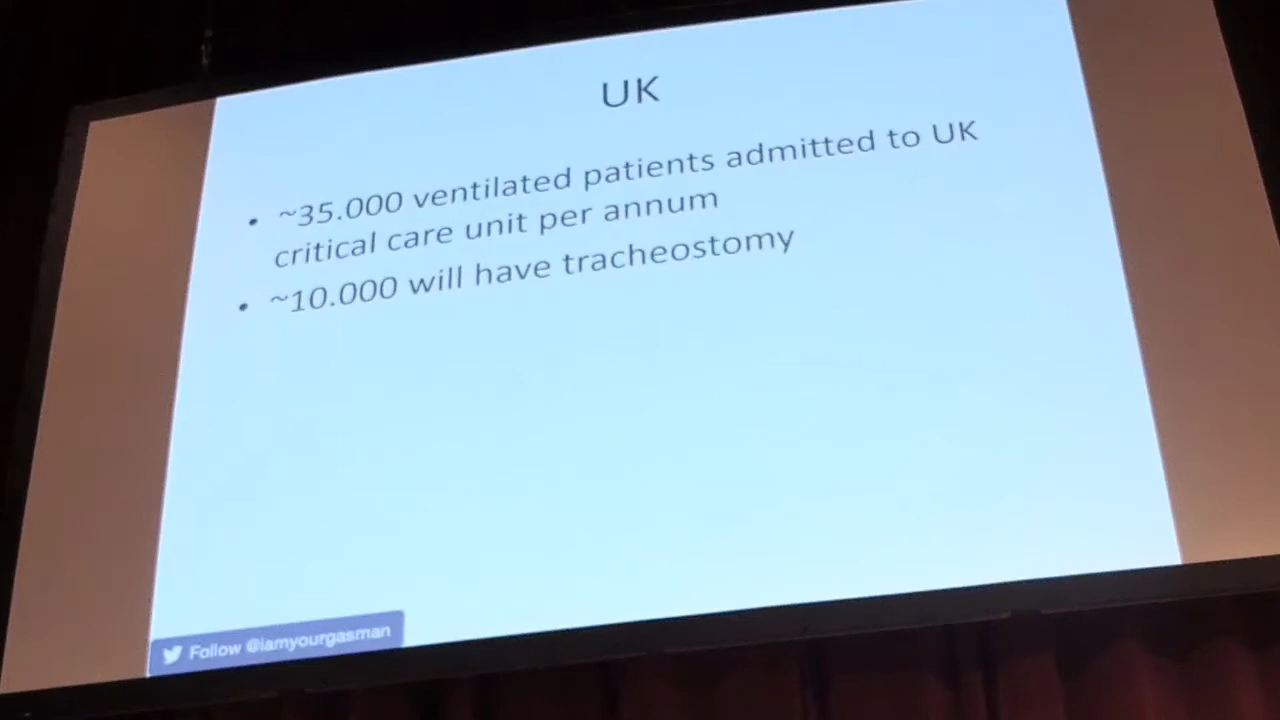 UK
• ~35.000 ventilated patients admitted to UK
critical care unit per annum
• ~10.000 will have tracheostomy
Follow @iamyourgasman